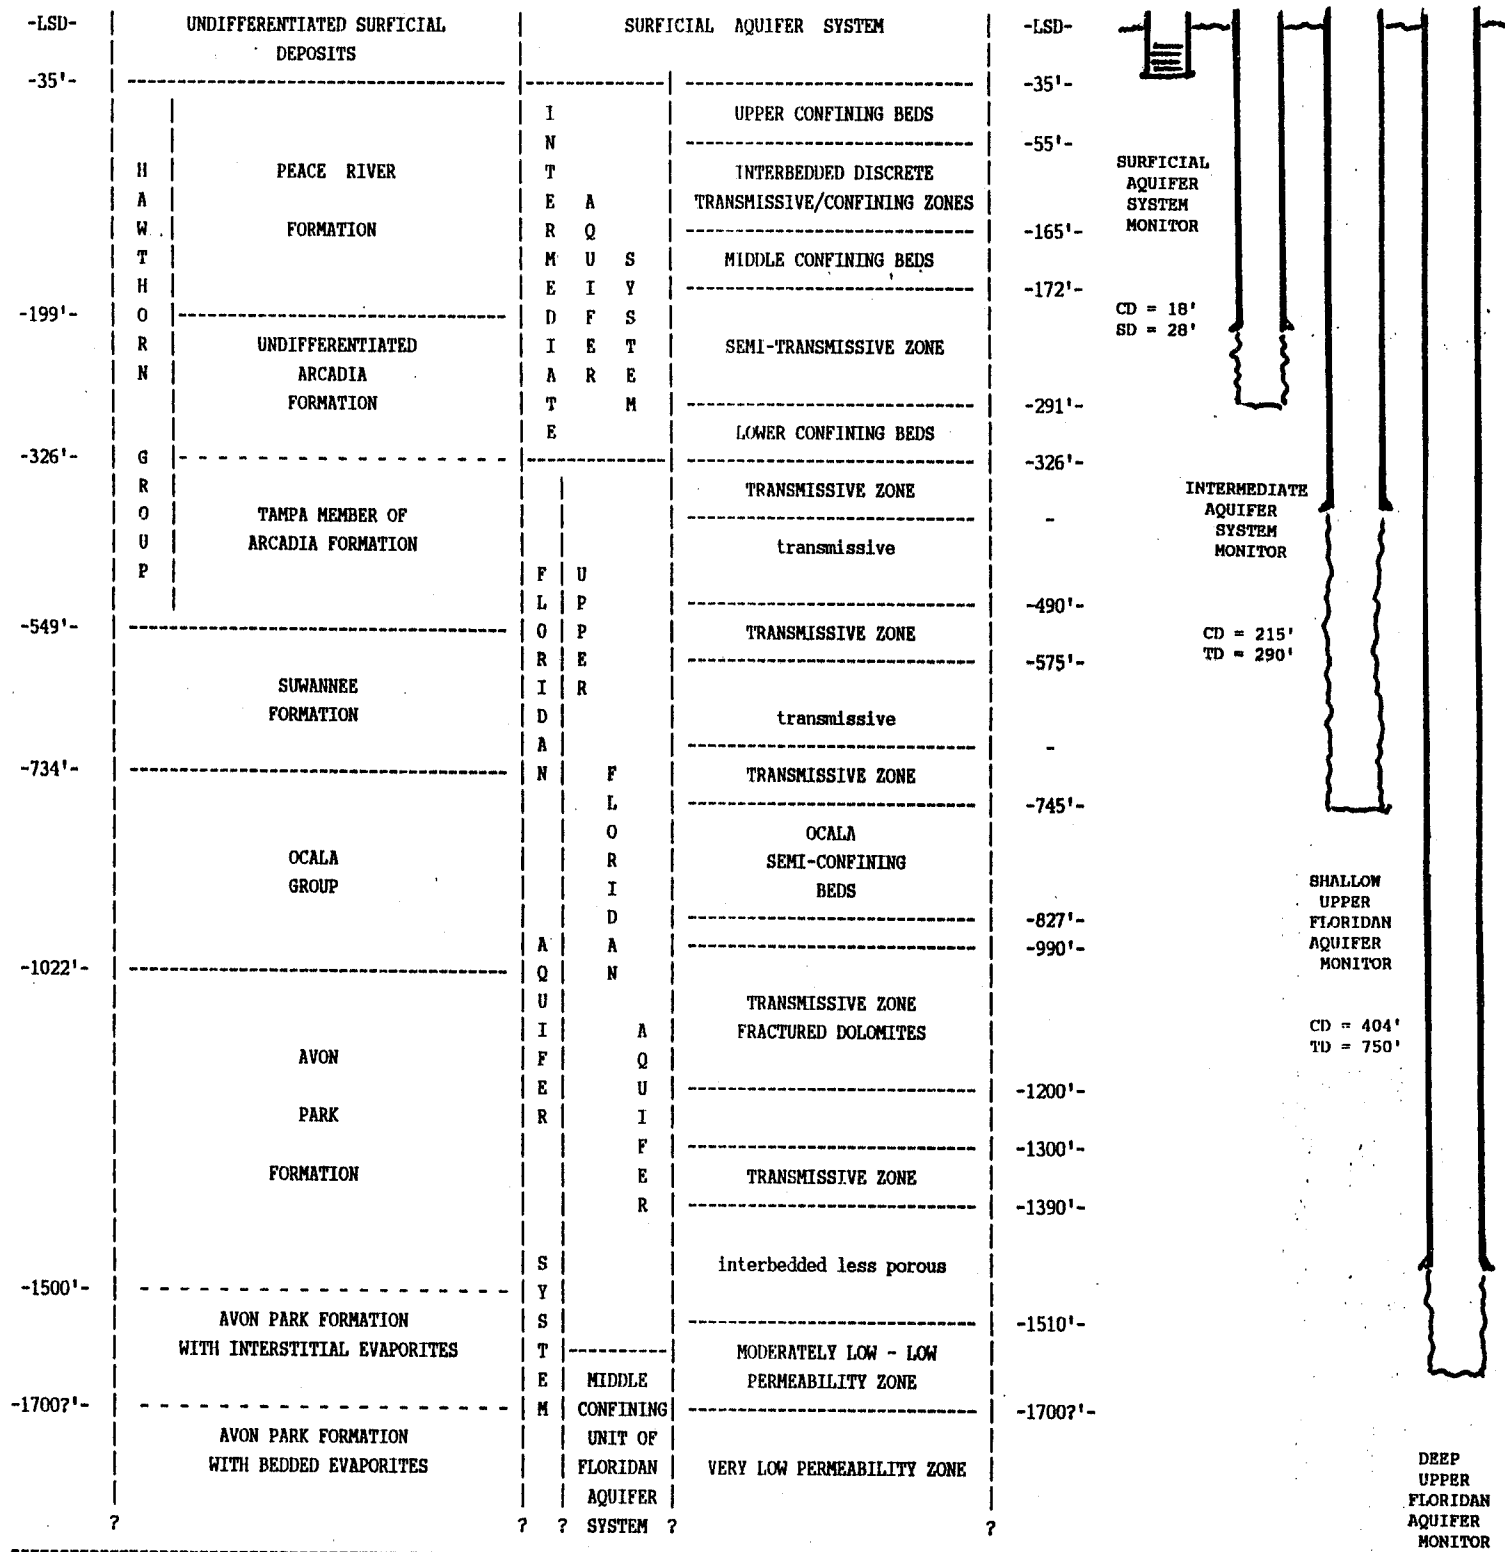 -LSD-
UNDIFFERENTIATED SURFICIAL
DEPOSITS
SURFICIAL AQUIFER SYSTEM
-LSD-
-35'-
-35'-
UPPER CONFINING BEDS
-55'-
HAWTHORN GROUP
PEACE RIVER
FORMATION
INTERMEDIATE
AQUIFER
SYSTEM
INTERBEDDED DISCRETE
TRANSMISSIVE/CONFINING ZONES
-165'-
MIDDLE CONFINING BEDS
-172'-
-199'-
UNDIFFERENTIATED
ARCADIA
FORMATION
SEMI-TRANSMISSIVE ZONE
-291'-
LOWER CONFINING BEDS
-326'-
-326'-
TRANSMISSIVE ZONE
-
TAMPA MEMBER OF
ARCADIA FORMATION
transmissive
-490'-
FLORIDAN AQUIFER SYSTEM
UPPER
FLORIDAN
AQUIFER
-549'-
TRANSMISSIVE ZONE
-575'-
SUWANNEE
FORMATION
transmissive
-
-734'-
TRANSMISSIVE ZONE
-745'-
OCALA
GROUP
OCALA
SEMI-CONFINING
BEDS
-827'-
-990'-
-1022'-
TRANSMISSIVE ZONE
FRACTURED DOLOMITES
AVON
PARK
FORMATION
-1200'-
-1300'-
TRANSMISSIVE ZONE
-1390'-
interbedded less porous
-1500'-
AVON PARK FORMATION
WITH INTERSTITIAL EVAPORITES
-1510'-
MODERATELY LOW - LOW
PERMEABILITY ZONE
-1700?'-
-1700?'-
AVON PARK FORMATION
WITH BEDDED EVAPORITES
MIDDLE
CONFINING
UNIT OF
FLORIDAN
AQUIFER
SYSTEM
VERY LOW PERMEABILITY ZONE
? ? ? ? ?
SURFICIAL
AQUIFER
SYSTEM
MONITOR
CD = 18'
SD = 28'
INTERMEDIATE
AQUIFER
SYSTEM
MONITOR
CD = 215'
TD = 290'
SHALLOW
UPPER
FLORIDAN
AQUIFER
MONITOR
CD = 404'
TD = 750'
DEEP
UPPER
FLORIDAN
AQUIFER
MONITOR